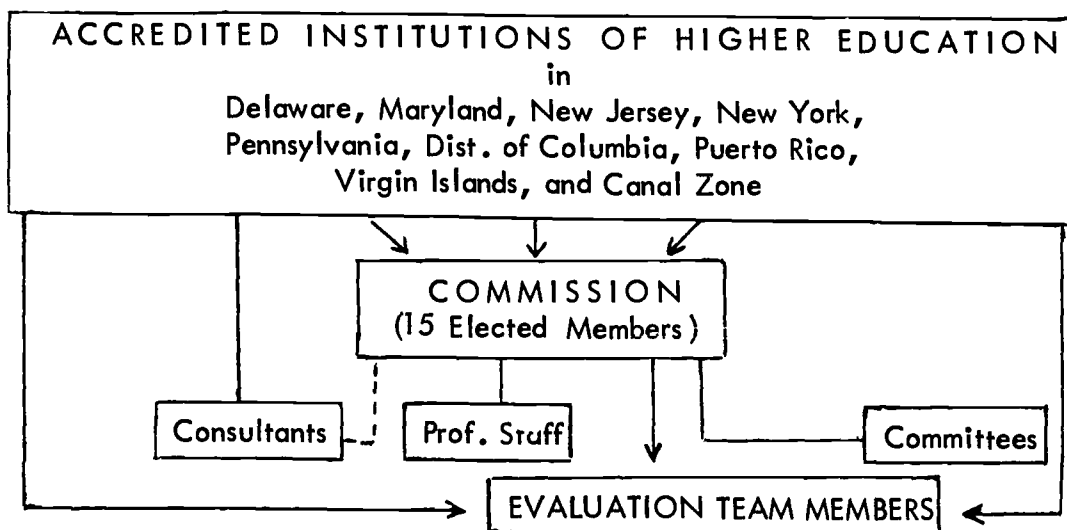 ACCREDITED INSTITUTIONS OF HIGHER EDUCATION
in
Delaware, Maryland, New Jersey, New York,
Pennsylvania, Dist. of Columbia, Puerto Rico,
Virgin Islands, and Canal Zone
COMMISSION
(15 Elected Members)
Consultants
Prof. Staff
Committees
EVALUATION TEAM MEMBERS